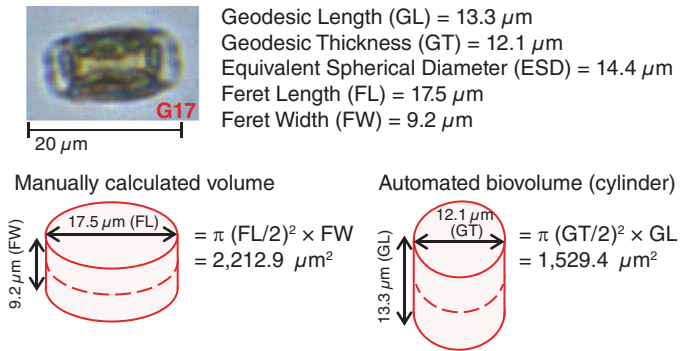 Geodesic Length (GL) = 13.3 µm
Geodesic Thickness (GT) = 12.1 µm
Equivalent Spherical Diameter (ESD) = 14.4 µm
Feret Length (FL) = 17.5 µm
Feret Width (FW) = 9.2 µm
G17
20 µm
Manually calculated volume
17.5 µm (FL)
9.2 µm (FW)
= π (FL/2)² × FW
= 2,212.9 µm²
Automated biovolume (cylinder)
12.1 µm
(GT)
13.3 µm (GL)
= π (GT/2)² × GL
= 1,529.4 µm²